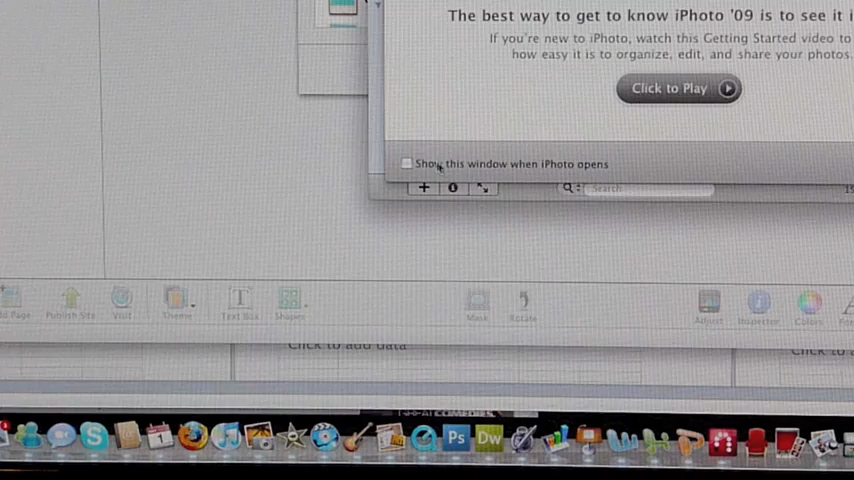 The best way to get to know iPhoto '09 is to see it i
If you're new to iPhoto, watch this Getting Started video to
how easy it is to organize, edit, and share your photos.
Click to Play
Show this window when iPhoto opens
Search
Publish Site
Visit
Theme
Text Box
Shapes
Mask
Rotate
Adjust
Inspector
Colors
Click to add data
Click to
1
Ps
Dw